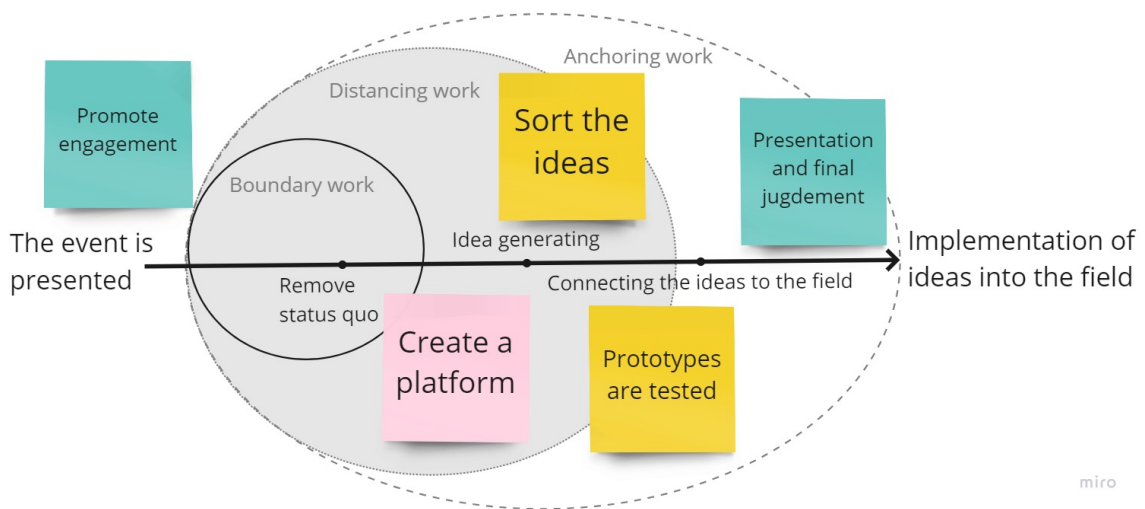 Anchoring work
Distancing work
Promote
engagement
Sort the
ideas
Presentation
and final
jugdement
Boundary work
The event is
presented
Idea generating
Implementation of
ideas into the field
Remove
status quo
Connecting the ideas to the field
Create a
platform
Prototypes
are tested
miro